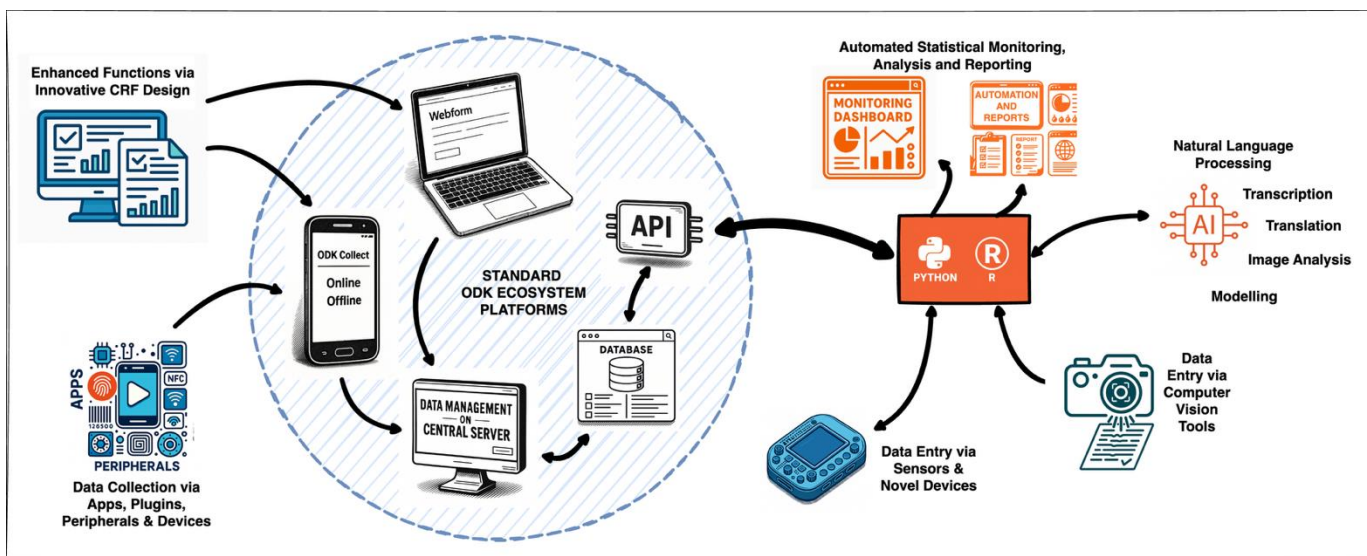 Enhanced Functions via
Innovative CRF Design
Webform
ODK Collect
Online
Offline
STANDARD
ODK ECOSYSTEM
PLATFORMS
API
DATABASE
DATA MANAGEMENT
ON
CENTRAL SERVER
APPS
NFC
PERIPHERALS
Data Collection via
Apps, Plugins,
Peripherals & Devices
Automated Statistical Monitoring,
Analysis and Reporting
MONITORING
DASHBOARD
AUTOMATION
AND
REPORTS
REPORT
PYTHON
R
R
Natural Language
Processing
Transcription
AI
Translation
Image Analysis
Modelling
Data Entry via
Sensors &
Novel Devices
Data
Entry via
Computer
Vision
Tools